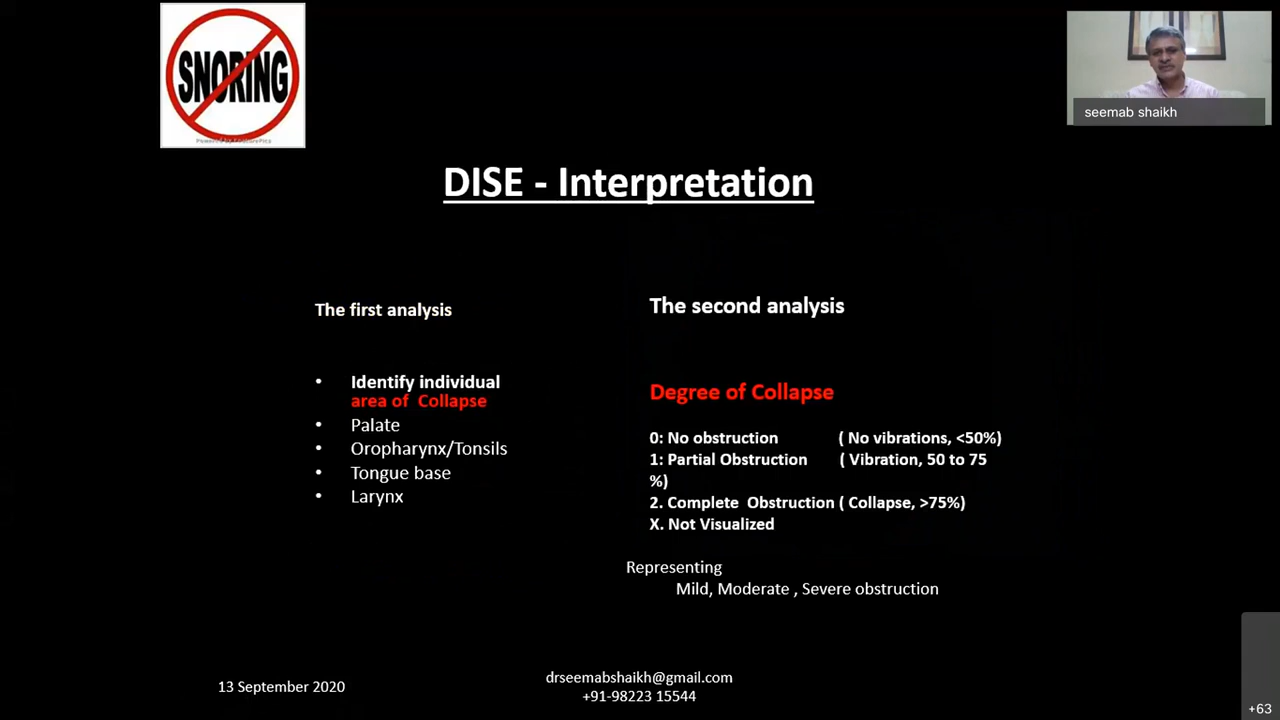 SNORING
seemab shaikh
DISE - Interpretation
The first analysis
• Identify individual
area of Collapse
• Palate
• Oropharynx/Tonsils
• Tongue base
• Larynx
The second analysis
Degree of Collapse
0: No obstruction ( No vibrations, <50%)
1: Partial Obstruction ( Vibration, 50 to 75
%)
2. Complete Obstruction ( Collapse, >75%)
X. Not Visualized
Representing
Mild, Moderate , Severe obstruction
13 September 2020
drseemabshaikh@gmail.com
+91-98223 15544
+63